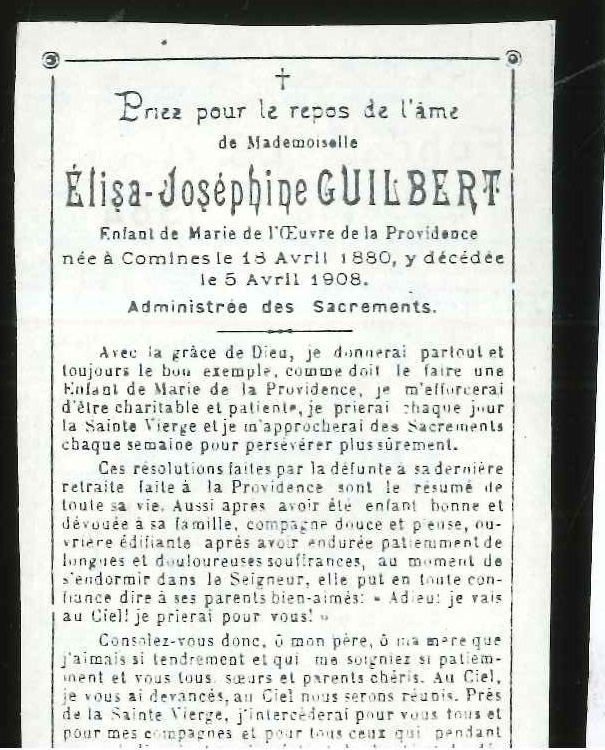 Priez pour le repos de l'âme
de Mademoiselle
Élisa-Joséphine GUILBERT
Enfant de Marie de l'Œuvre de la Providence
née à Comines le 18 Avril 1880, y décédée
le 5 Avril 1908.
Administrée des Sacrements.
Avec la grâce de Dieu, je donnerai partout et
toujours le bon exemple, comme doit le faire une
Enfant de Marie de la Providence, je m'efforcerai
d'être charitable et patiente, je prierai chaque jour
la Sainte Vierge et je m'approcherai des Sacrements
chaque semaine pour persévérer plus sûrement.
Ces résolutions faites par la défunte à sa dernière
retraite faite à la Providence sont le résumé de
toute sa vie. Aussi après avoir été enfant bonne et
dévouée à sa famille, compagne douce et pieuse, ou-
vrière édifiante après avoir endurée patiemment de
longues et douloureuses souffrances, au moment de
s'endormir dans le Seigneur, elle put en toute con-
fiance dire à ses parents bien-aimés: « Adieu! je vais
au Ciel! je prierai pour vous! »
Consolez-vous donc, ô mon père, ô ma mère que
j'aimais si tendrement et qui me soigniez si patiem-
ment et vous tous, sœurs et parents chéris. Au Ciel,
je vous ai devancés, au Ciel nous serons réunis. Près
de la Sainte Vierge, j'intercéderai pour vous tous et
pour mes compagnes et pour tous ceux qui pendant